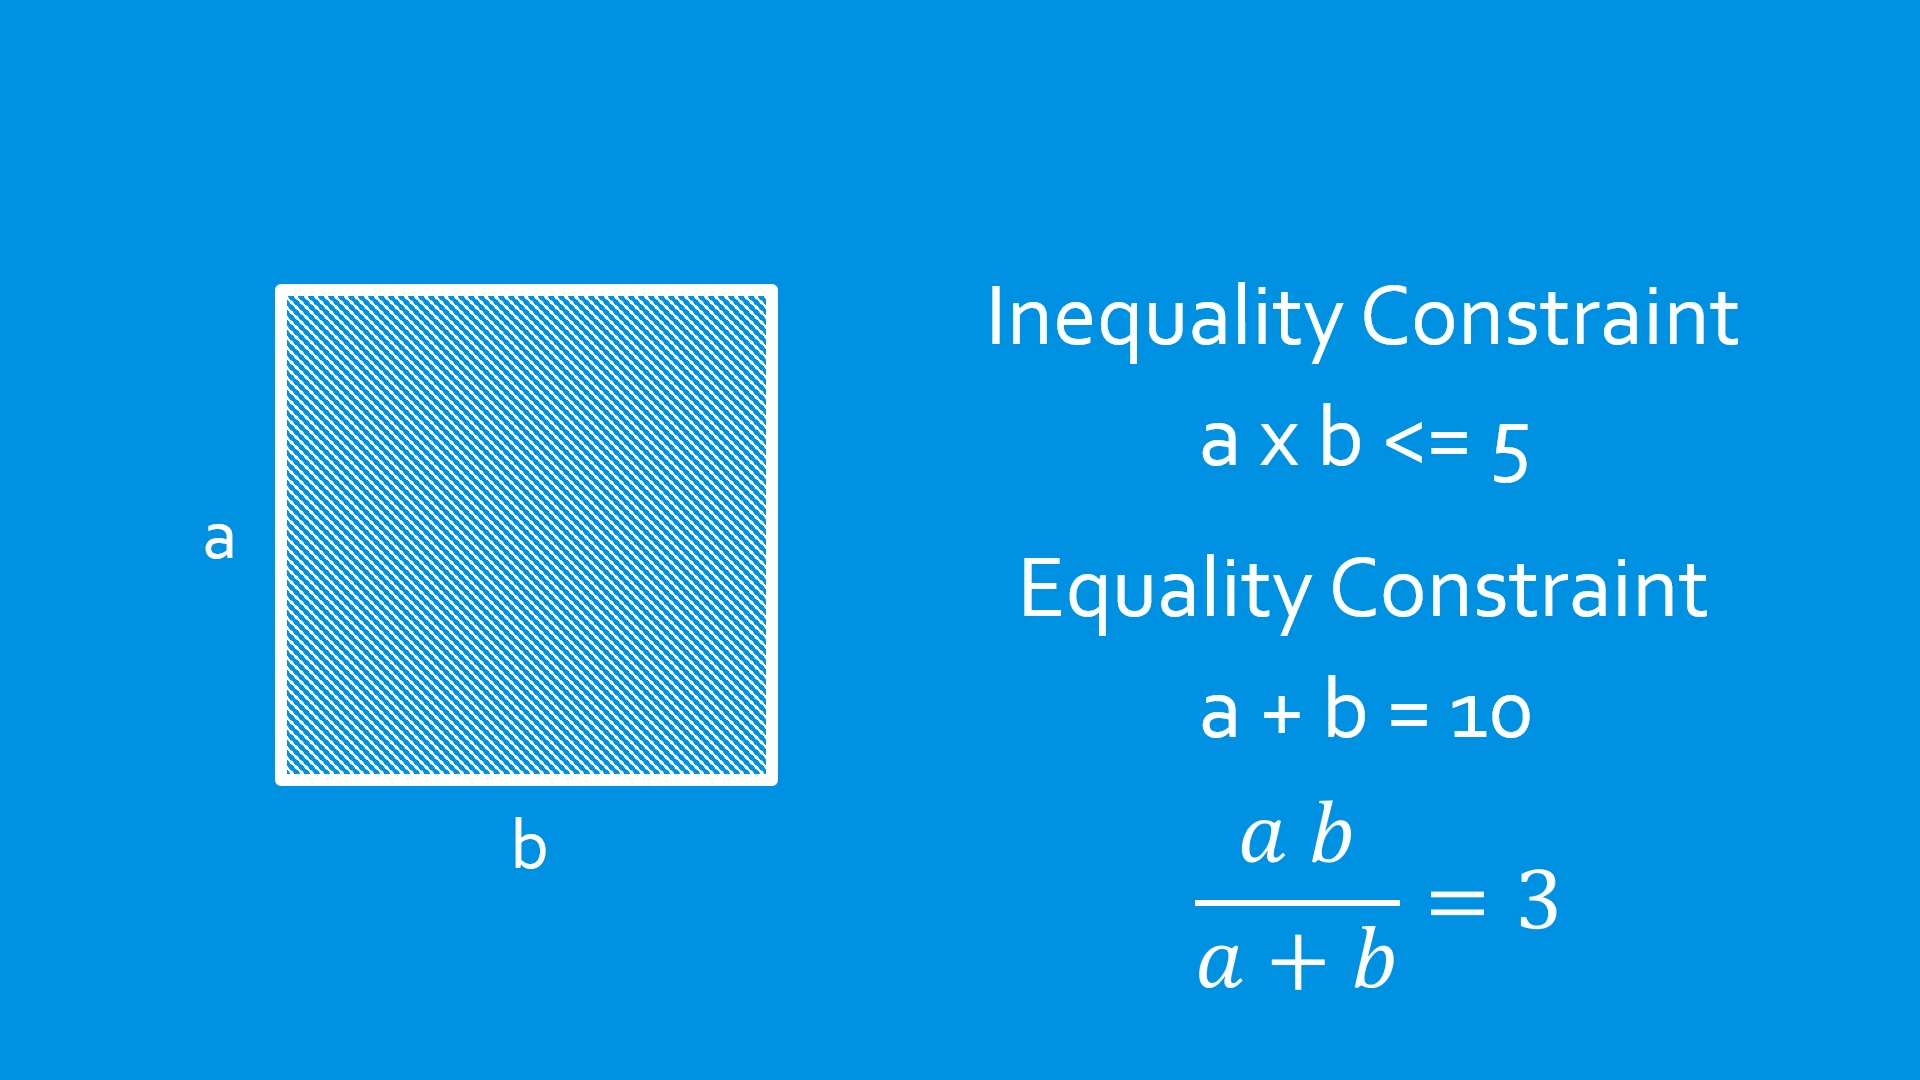 a
b
Inequality Constraint
a x b <= 5
Equality Constraint
a + b = 10
a b
a + b
= 3